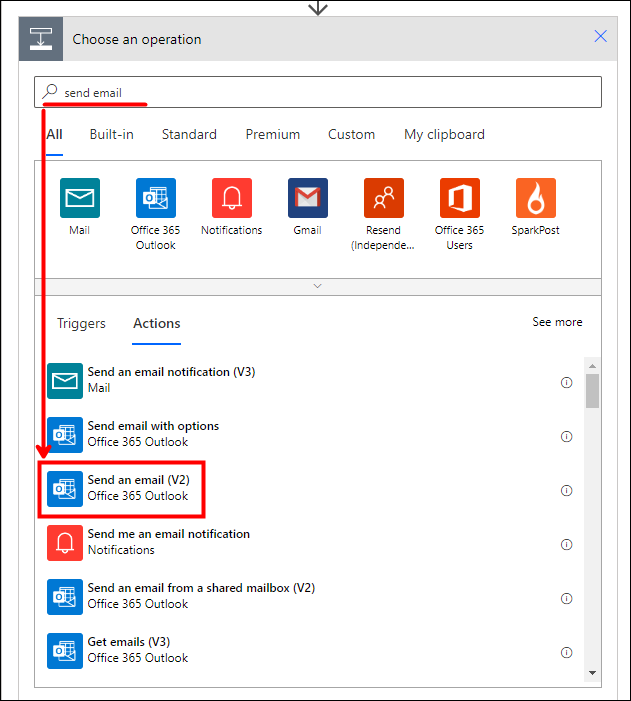 Choose an operation
send email
All Built-in Standard Premium Custom My clipboard
Mail
Office 365
Outlook
Notifications
Gmail
Resend
(Independe...
Office 365
Users
SparkPost
Triggers Actions See more
Send an email notification (V3)
Mail
Send email with options
Office 365 Outlook
Send an email (V2)
Office 365 Outlook
Send me an email notification
Notifications
Send an email from a shared mailbox (V2)
Office 365 Outlook
Get emails (V3)
Office 365 Outlook